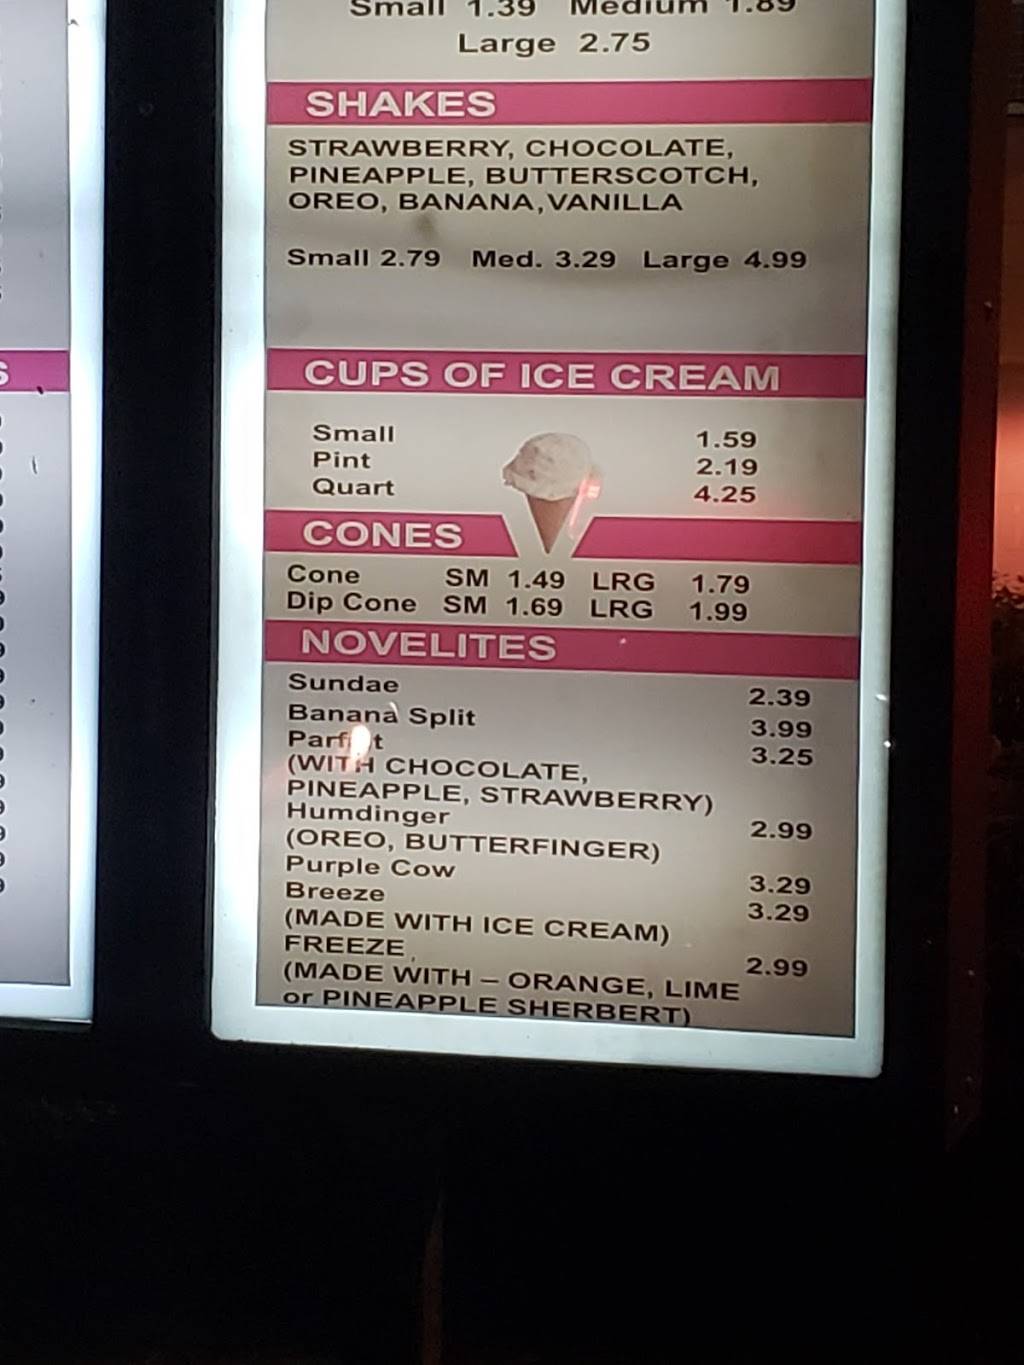 Small 1.39 Medium 1.89
Large 2.75
SHAKES
STRAWBERRY, CHOCOLATE,
PINEAPPLE, BUTTERSCOTCH,
OREO, BANANA, VANILLA
Small 2.79 Med. 3.29 Large 4.99
CUPS OF ICE CREAM
Small 1.59
Pint 2.19
Quart 4.25
CONES
Cone SM 1.49 LRG 1.79
Dip Cone SM 1.69 LRG 1.99
NOVELITES
Sundae 2.39
Banana Split 3.99
Parfait 3.25
(WITH CHOCOLATE,
PINEAPPLE, STRAWBERRY)
Humdinger 2.99
(OREO, BUTTERFINGER)
Purple Cow 3.29
Breeze 3.29
(MADE WITH ICE CREAM)
FREEZE 2.99
(MADE WITH – ORANGE, LIME
or PINEAPPLE SHERBERT)